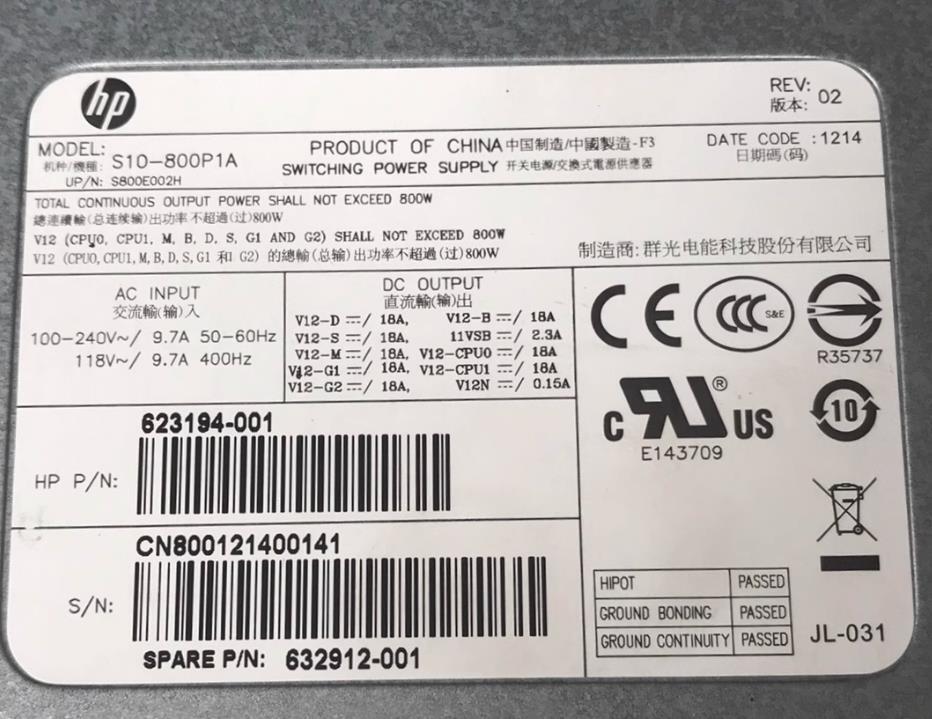 hp
REV:
版本: 02
MODEL:
机种/機種: S10-800P1A
UP/N: S800E002H
PRODUCT OF CHINA 中国制造/中國製造-F3
SWITCHING POWER SUPPLY 开关电源/交換式電源供應器
DATE CODE :1214
日期碼(码)
TOTAL CONTINUOUS OUTPUT POWER SHALL NOT EXCEED 800W
總連續輸(总连续输)出功率不超過(过)800W
V12 (CPU0, CPU1, M, B, D, S, G1 AND G2) SHALL NOT EXCEED 800W
V12 (CPU0, CPU1, M, B, D, S, G1 和 G2) 的總輸(总输)出功率不超過(过)800W
制造商: 群光电能科技股份有限公司
AC INPUT
交流輸(输)入
100-240V~/ 9.7A 50-60Hz
118V~/ 9.7A 400Hz
DC OUTPUT
直流輸(输)出
V12-D ⎓/ 18A, V12-B ⎓/ 18A
V12-S ⎓/ 18A, 11VSB ⎓/ 2.3A
V12-M ⎓/ 18A, V12-CPU0 ⎓/ 18A
V12-G1 ⎓/ 18A, V12-CPU1 ⎓/ 18A
V12-G2 ⎓/ 18A, V12N ⎓/ 0.15A
CE CCC S&E
R35737
c RU ® US
E143709
10
623194-001
HP P/N:
CN800121400141
S/N:
SPARE P/N: 632912-001
HIPOT PASSED
GROUND BONDING PASSED
GROUND CONTINUITY PASSED
JL-031